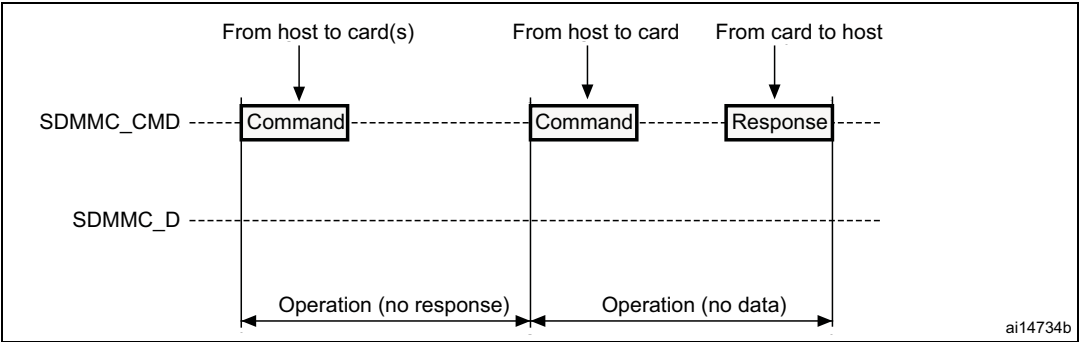 From host to card(s) From host to card From card to host
SDMMC_CMD Command Command Response
SDMMC_D
Operation (no response) Operation (no data)
ai14734b